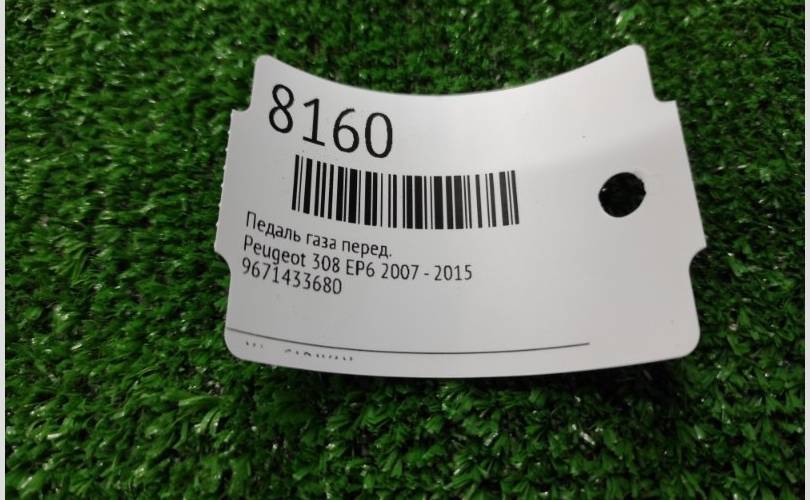 8160
Педаль газа перед.
Peugeot 308 EP6 2007 - 2015
9671433680